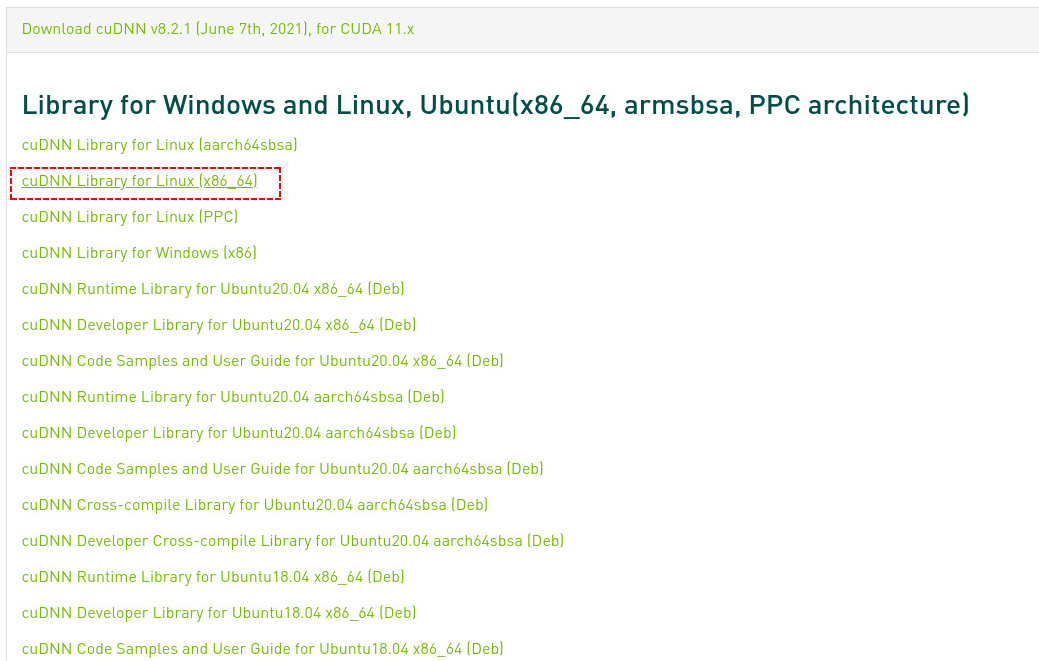 Download cuDNN v8.2.1 (June 7th, 2021), for CUDA 11.x
Library for Windows and Linux, Ubuntu(x86_64, armsbsa, PPC architecture)
cuDNN Library for Linux (aarch64sbsa)
cuDNN Library for Linux (x86_64)
cuDNN Library for Linux (PPC)
cuDNN Library for Windows (x86)
cuDNN Runtime Library for Ubuntu20.04 x86_64 (Deb)
cuDNN Developer Library for Ubuntu20.04 x86_64 (Deb)
cuDNN Code Samples and User Guide for Ubuntu20.04 x86_64 (Deb)
cuDNN Runtime Library for Ubuntu20.04 aarch64sbsa (Deb)
cuDNN Developer Library for Ubuntu20.04 aarch64sbsa (Deb)
cuDNN Code Samples and User Guide for Ubuntu20.04 aarch64sbsa (Deb)
cuDNN Cross-compile Library for Ubuntu20.04 aarch64sbsa (Deb)
cuDNN Developer Cross-compile Library for Ubuntu20.04 aarch64sbsa (Deb)
cuDNN Runtime Library for Ubuntu18.04 x86_64 (Deb)
cuDNN Developer Library for Ubuntu18.04 x86_64 (Deb)
cuDNN Code Samples and User Guide for Ubuntu18.04 x86_64 (Deb)